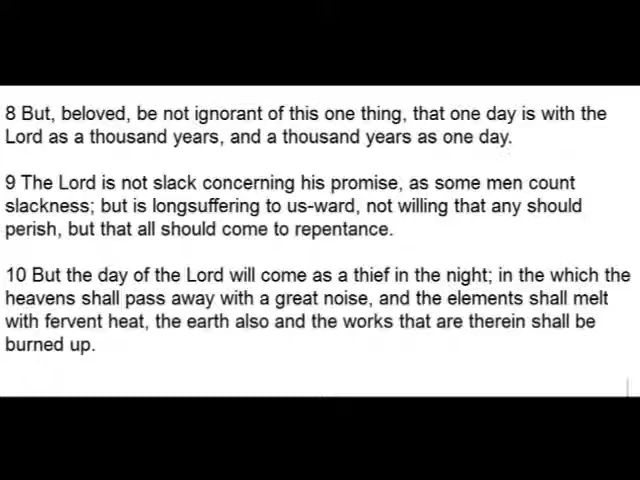 8 But, beloved, be not ignorant of this one thing, that one day is with the
Lord as a thousand years, and a thousand years as one day.
9 The Lord is not slack concerning his promise, as some men count
slackness; but is longsuffering to us-ward, not willing that any should
perish, but that all should come to repentance.
10 But the day of the Lord will come as a thief in the night; in the which the
heavens shall pass away with a great noise, and the elements shall melt
with fervent heat, the earth also and the works that are therein shall be
burned up.